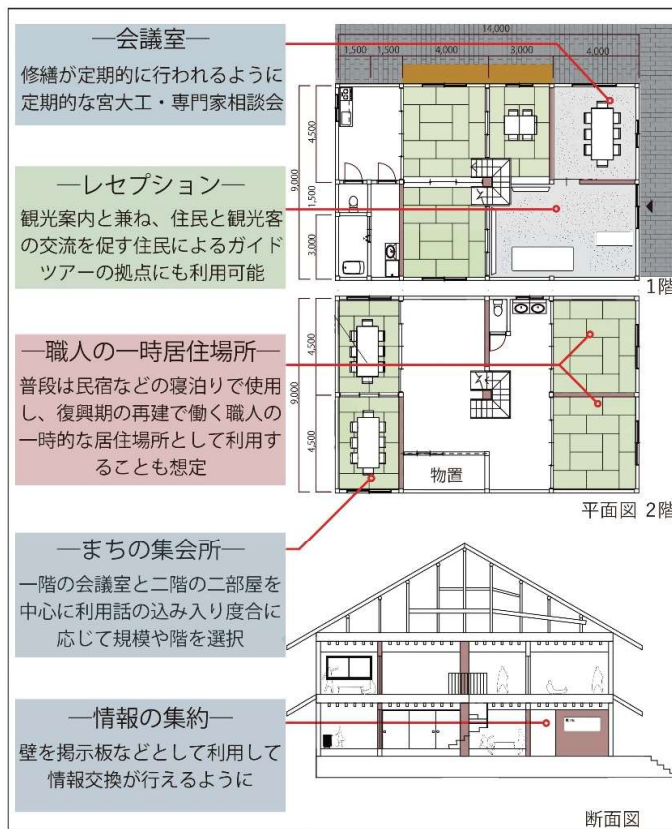 ―会議室―
修繕が定期的に行われるように
定期的な宮大工・専門家相談会
―レセプション―
観光案内と兼ね、住民と観光客
の交流を促す住民によるガイド
ツアーの拠点にも利用可能
―職人の一時居住場所―
普段は民宿などの寝泊りで使用
し、復興期の再建で働く職人の
一時的な居住場所として利用す
ることも想定
―まちの集会所―
一階の会議室と二階の二部屋を
中心に利用話の込み入り度合に
応じて規模や階を選択
―情報の集約―
壁を掲示板などとして利用して
情報交換が行えるように
14,000
1,500
1,500
4,000
3,000
4,000
4,500
9,000
1,500
3,000
1階
4,500
9,000
4,500
物置
平面図 2階
断面図